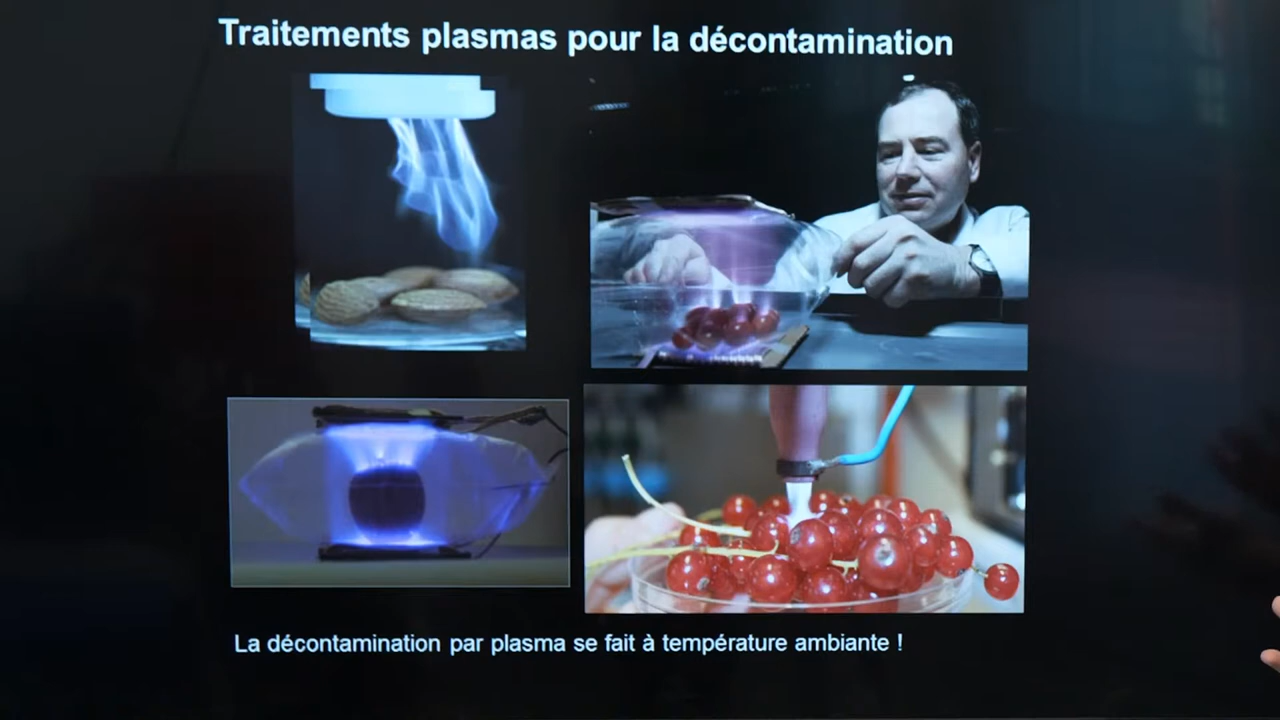 Traitements plasmas pour la décontamination
La décontamination par plasma se fait à température ambiante !